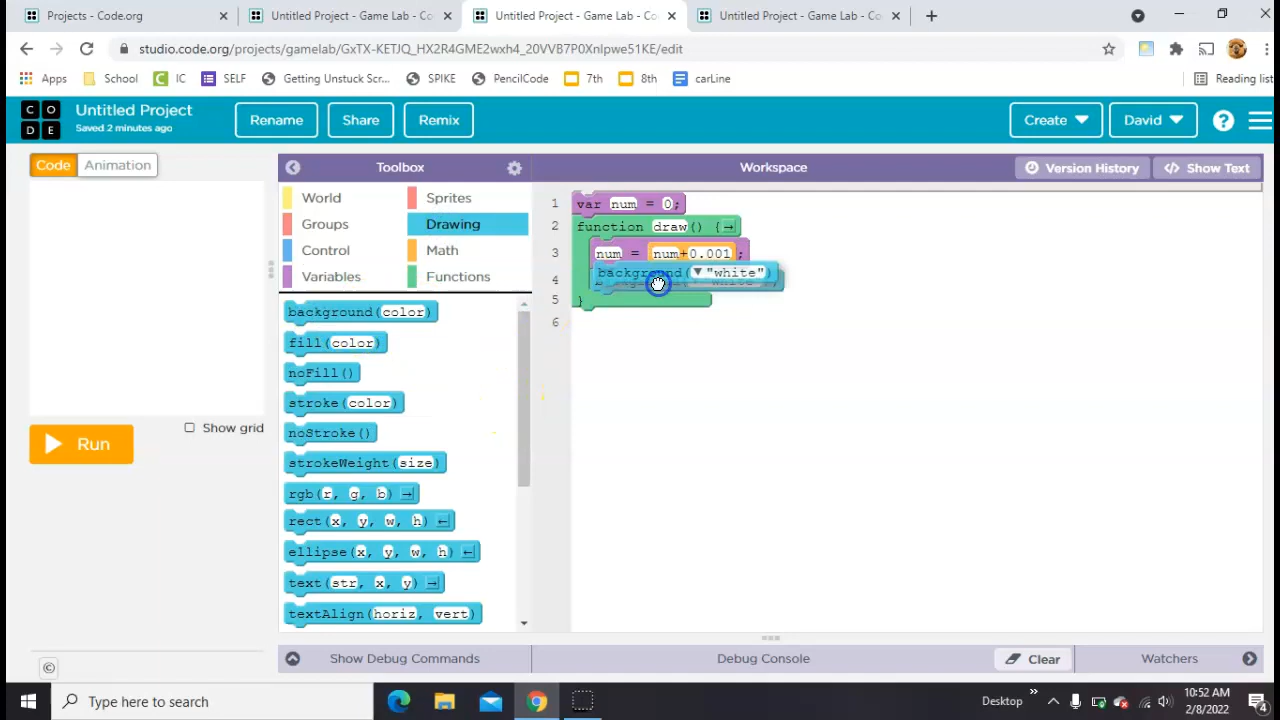 Projects - Code.org
Untitled Project - Game Lab - Co
Untitled Project - Game Lab - Co
Untitled Project - Game Lab - Co
studio.code.org/projects/gamelab/GxTX-KETJQ_HX2R4GME2wxh4_20VVB7P0XnIpwe51KE/edit
Apps School IC SELF Getting Unstuck Scr... SPIKE PencilCode 7th 8th carLine Reading list
C O
D E
Untitled Project
Saved 2 minutes ago
Rename Share Remix Create David ?
Code Animation
Toolbox
Workspace
Version History
Show Text
World Sprites
Groups Drawing
Control Math
Variables Functions
background(color)
fill(color)
noFill()
stroke(color)
noStroke()
strokeWeight(size)
rgb(r, g, b)
rect(x, y, w, h)
ellipse(x, y, w, h)
text(str, x, y)
textAlign(horiz, vert)
1 var num = 0;
2 function draw() {
3 num = num+0.001 ;
background("white")
4
5 }
6
Show grid
Run
©
Show Debug Commands
Debug Console
Clear
Watchers
Type here to search
Desktop
10:52 AM
2/8/2022
4